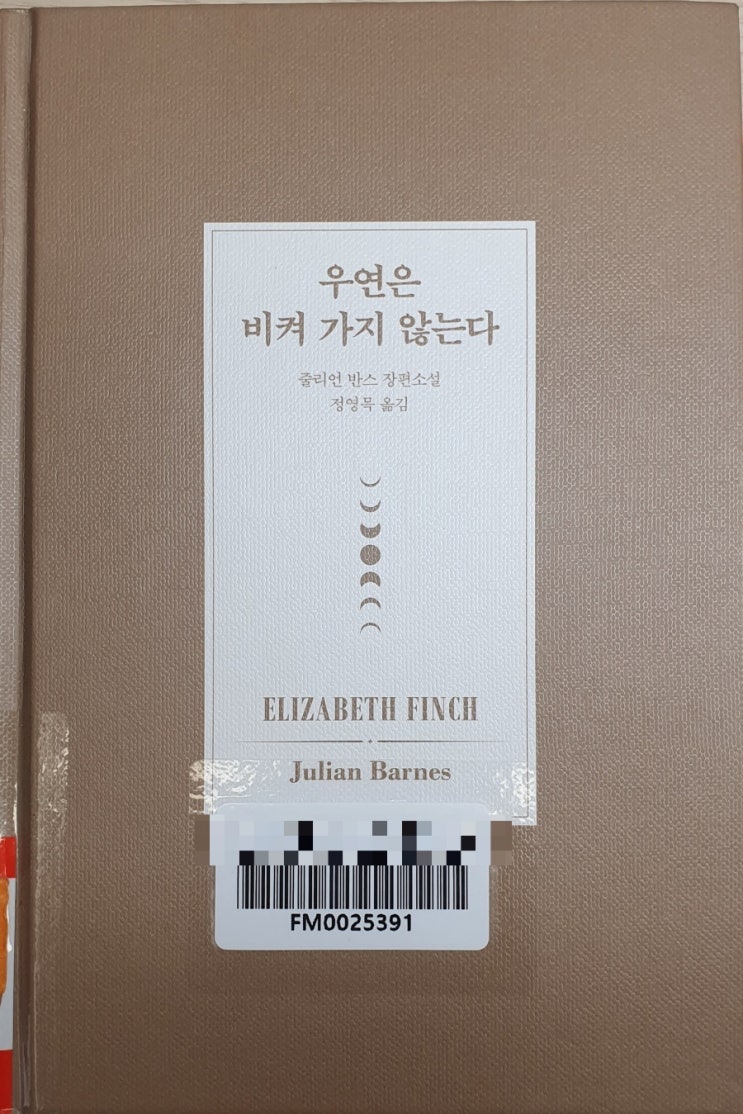 우연은
비켜 가지 않는다
줄리언 반스 장편소설
정영목 옮김
ELIZABETH FINCH
Julian Barnes
FM0025391